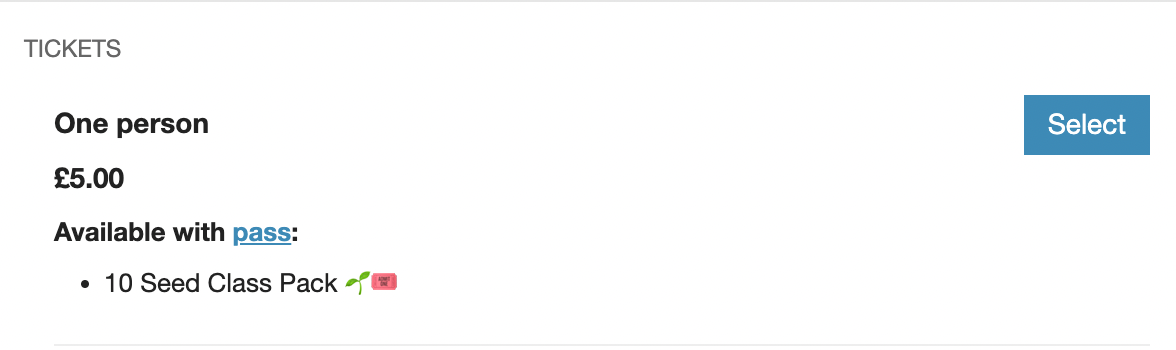 TICKETS
One person
Select
£5.00
Available with pass:
• 10 Seed Class Pack 🌱🎟️